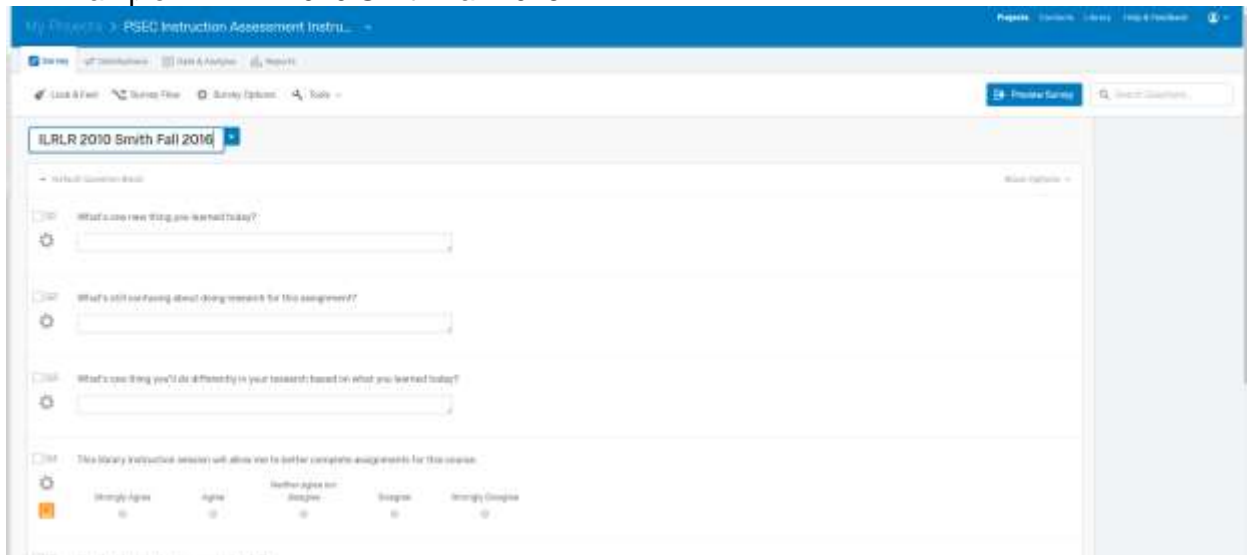 My Projects > PSEC Instruction Assessment Instru...
Projects Contacts Library Help & Feedback
Survey Distributions Data & Analysis Reports
Look & Feel Survey Flow Survey Options Tools
Preview Survey Search Questions...
ILRLR 2010 Smith Fall 2016
Default Question Block Block Options
What's one new thing you learned today?
What's still confusing about doing research for this assignment?
What's one thing you'll do differently in your research based on what you learned today?
This library instruction session will allow me to better complete assignments for this course.
Strongly Agree Agree Neither agree nor disagree Disagree Strongly Disagree